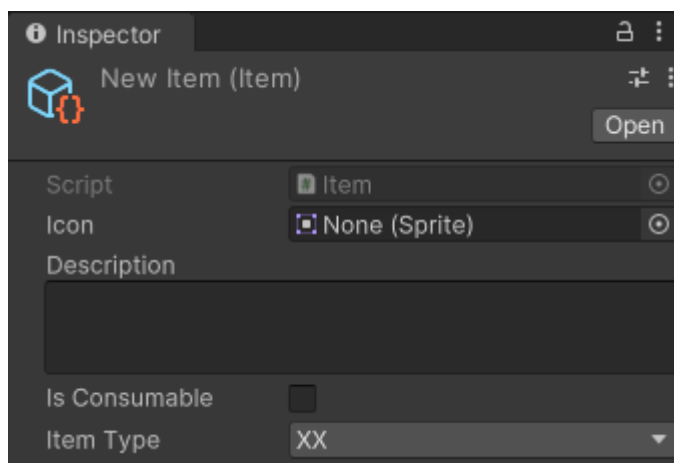 Inspector
New Item (Item)
Open
Script # Item
Icon None (Sprite)
Description
Is Consumable
Item Type XX